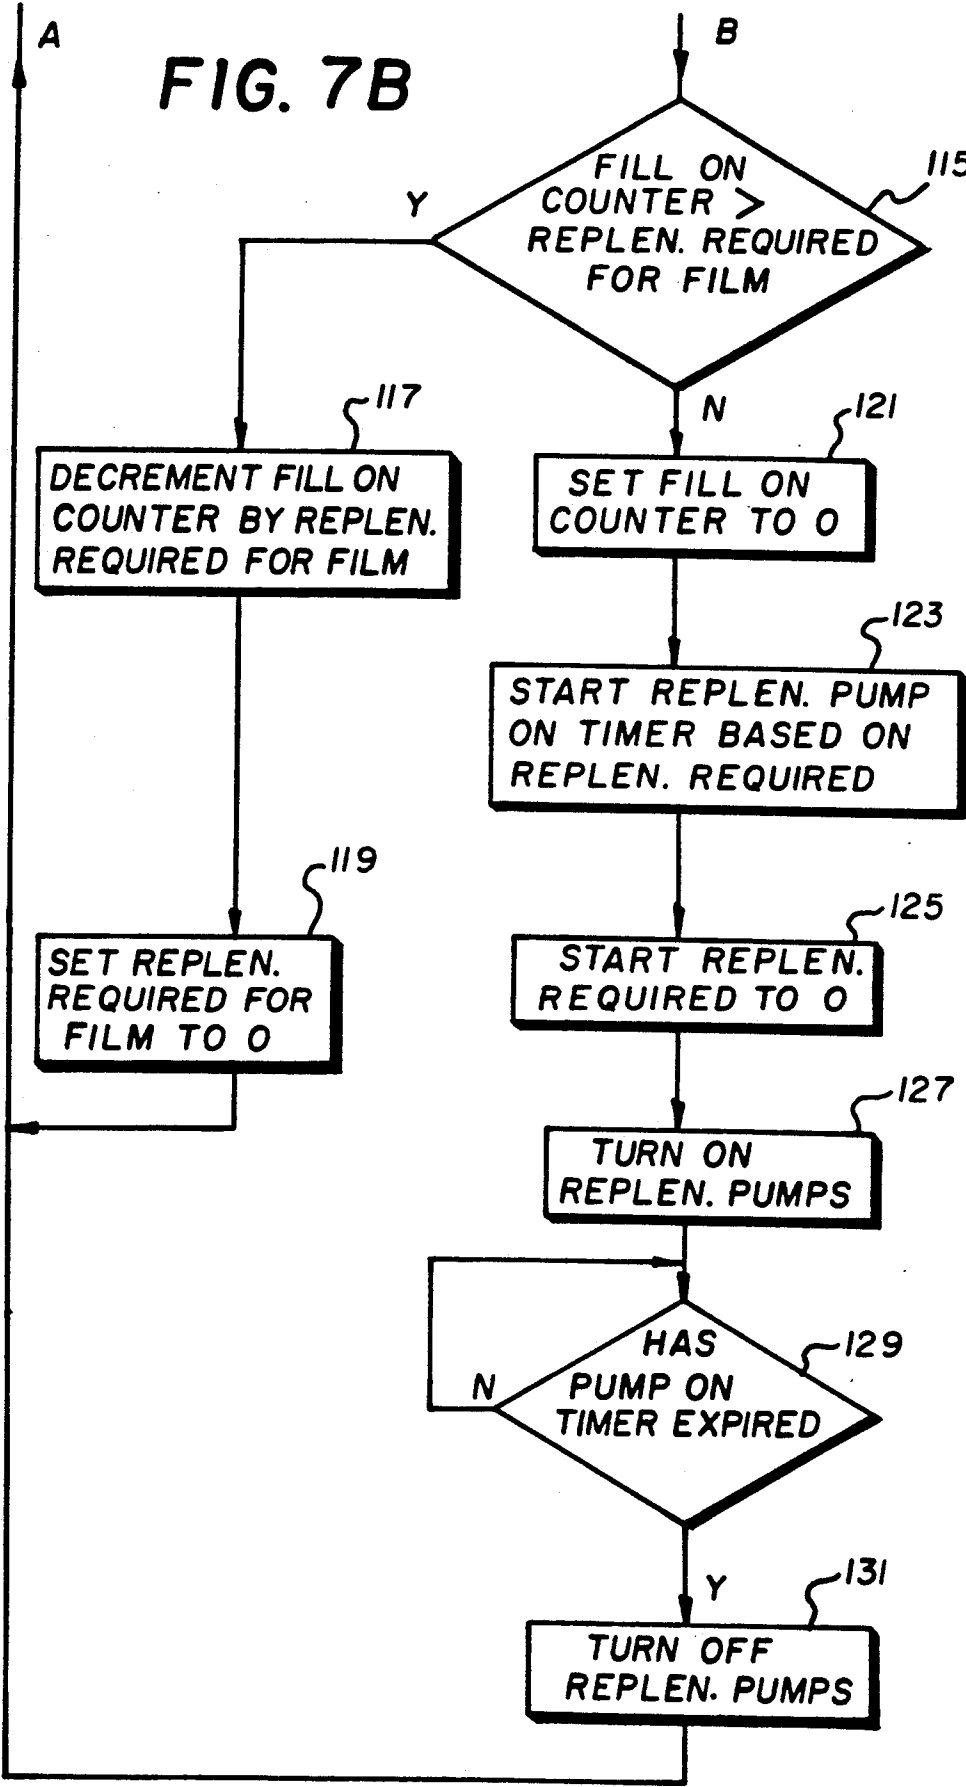 A
FIG. 7B
B
115
FILL ON
COUNTER >
REPLEN. REQUIRED
FOR FILM
Y
N
117
DECREMENT FILL ON
COUNTER BY REPLEN.
REQUIRED FOR FILM
121
SET FILL ON
COUNTER TO 0
123
START REPLEN. PUMP
ON TIMER BASED ON
REPLEN. REQUIRED
119
SET REPLEN.
REQUIRED FOR
FILM TO 0
125
START REPLEN.
REQUIRED TO 0
127
TURN ON
REPLEN. PUMPS
129
HAS
PUMP ON
TIMER EXPIRED
N
Y
131
TURN OFF
REPLEN. PUMPS